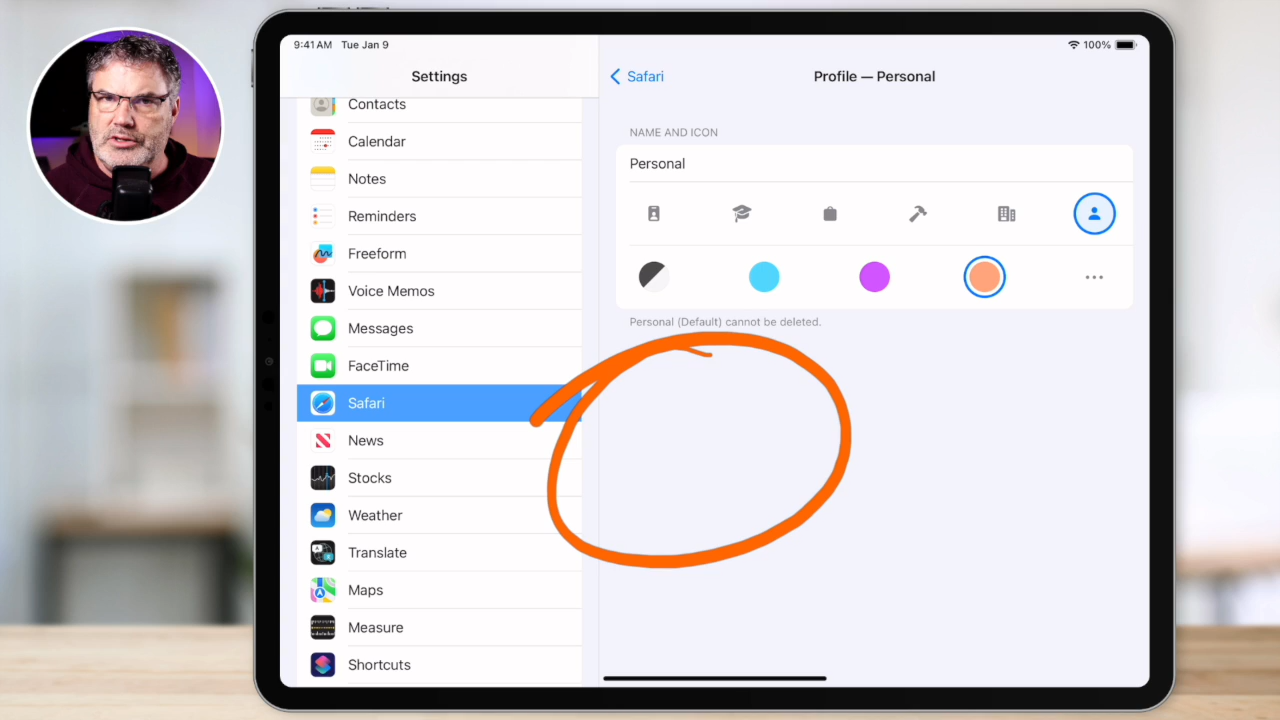 9:41 AM Tue Jan 9
100%
Settings
Contacts
Calendar
Notes
Reminders
Freeform
Voice Memos
Messages
FaceTime
Safari
News
Stocks
Weather
Translate
Maps
Measure
Shortcuts
Safari
Profile — Personal
NAME AND ICON
Personal
Personal (Default) cannot be deleted.